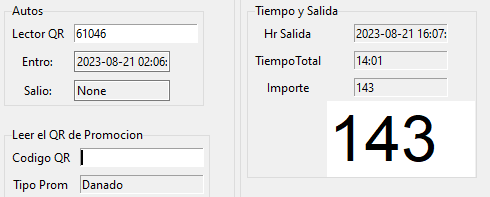 Autos
Lector QR 61046
Entro: 2023-08-21 02:06:
Salio: None
Leer el QR de Promocion
Codigo QR
Tipo Prom Danado
Tiempo y Salida
Hr Salida 2023-08-21 16:07:
TiempoTotal 14:01
Importe 143
143